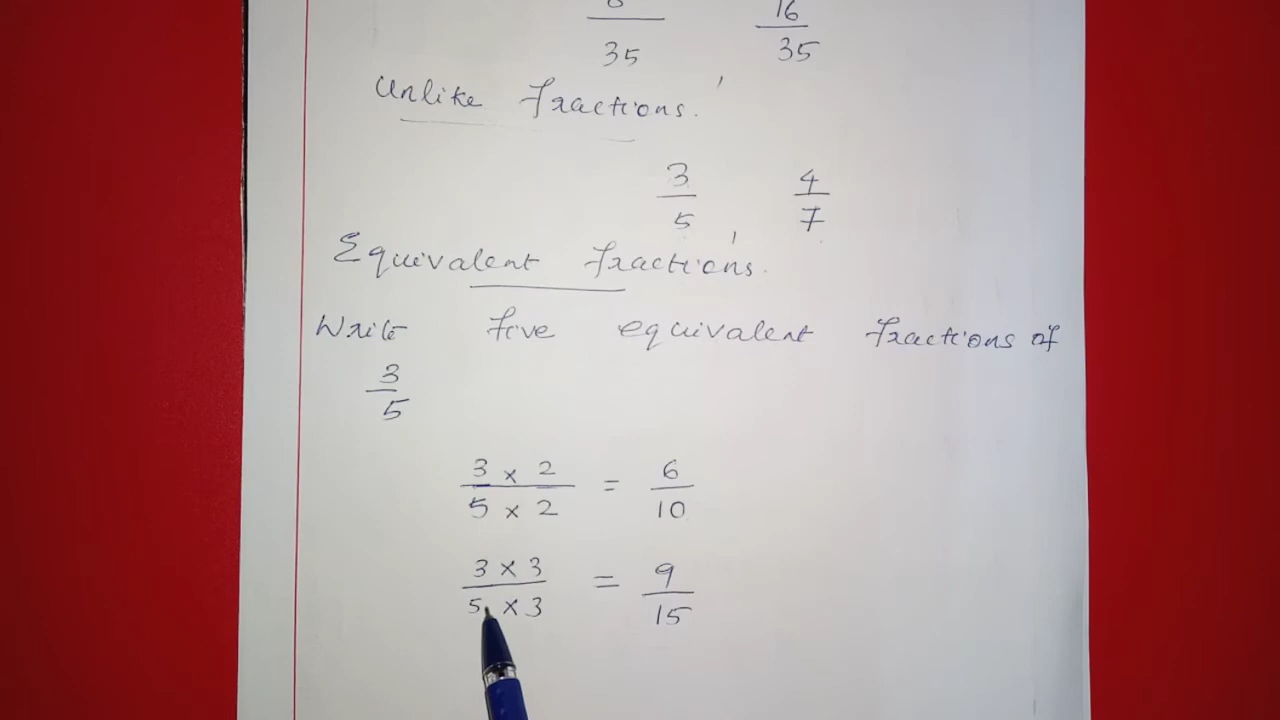 16
35 35
Unlike fractions.
3/5 , 4/7
Equivalent fractions.
Write five equivalent fractions of
3/5
3 × 2 / 5 × 2 = 6/10
3 × 3 / 5 × 3 = 9/15